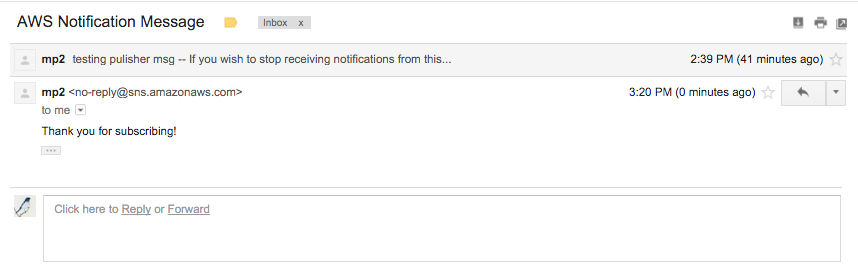 AWS Notification Message Inbox x
mp2 testing pulisher msg -- If you wish to stop receiving notifications from this... 2:39 PM (41 minutes ago)
mp2 <no-reply@sns.amazonaws.com> 3:20 PM (0 minutes ago)
to me
Thank you for subscribing!
Click here to Reply or Forward